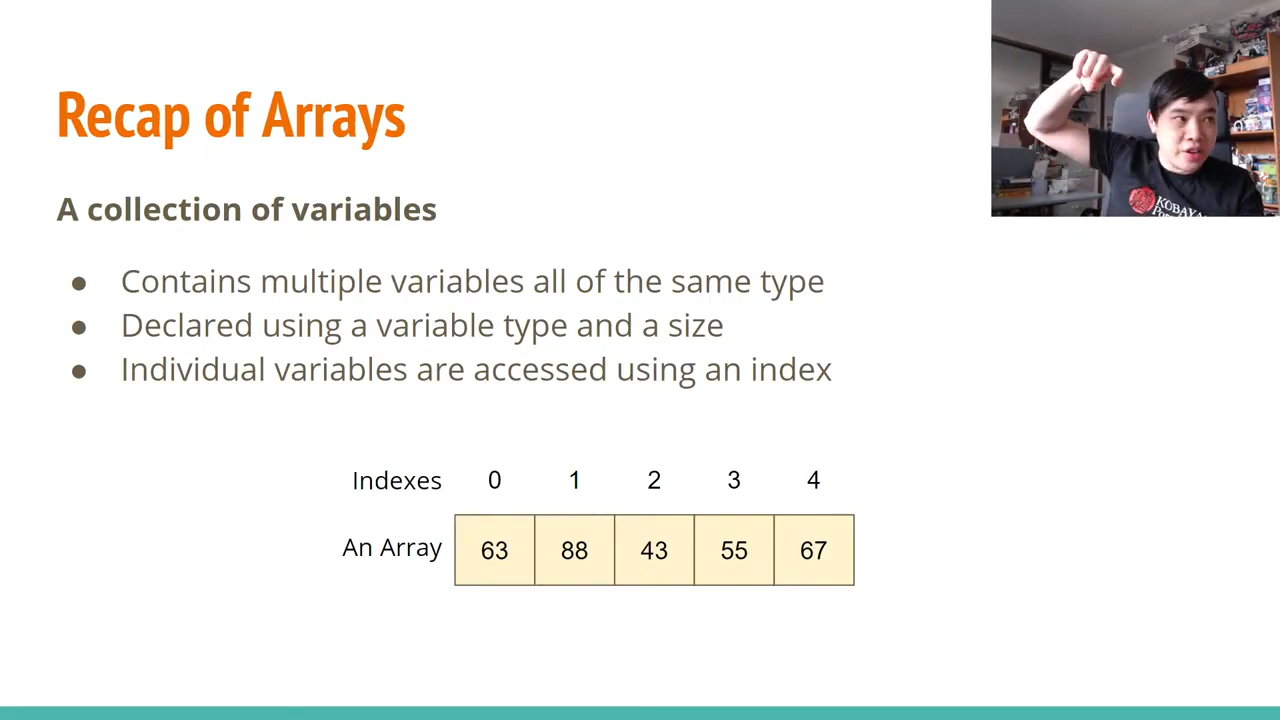 Recap of Arrays
A collection of variables
● Contains multiple variables all of the same type
● Declared using a variable type and a size
● Individual variables are accessed using an index
Indexes 0 1 2 3 4
An Array 63 88 43 55 67